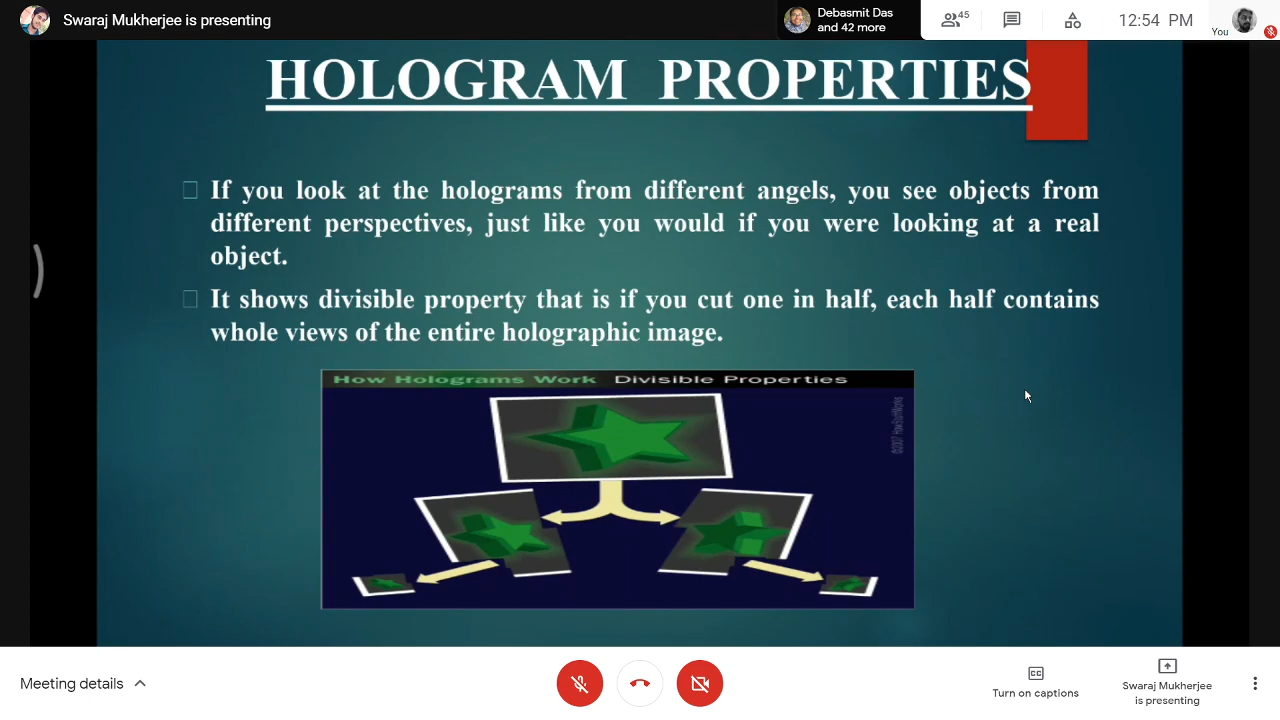 Swaraj Mukherjee is presenting
Debasmit Das
and 42 more
45
12:54 PM
You
HOLOGRAM PROPERTIES
If you look at the holograms from different angels, you see objects from
different perspectives, just like you would if you were looking at a real
object.
It shows divisible property that is if you cut one in half, each half contains
whole views of the entire holographic image.
How Holograms Work Divisible Properties
©2007 HowStuffWorks
Meeting details
CC
Turn on captions
Swaraj Mukherjee
is presenting